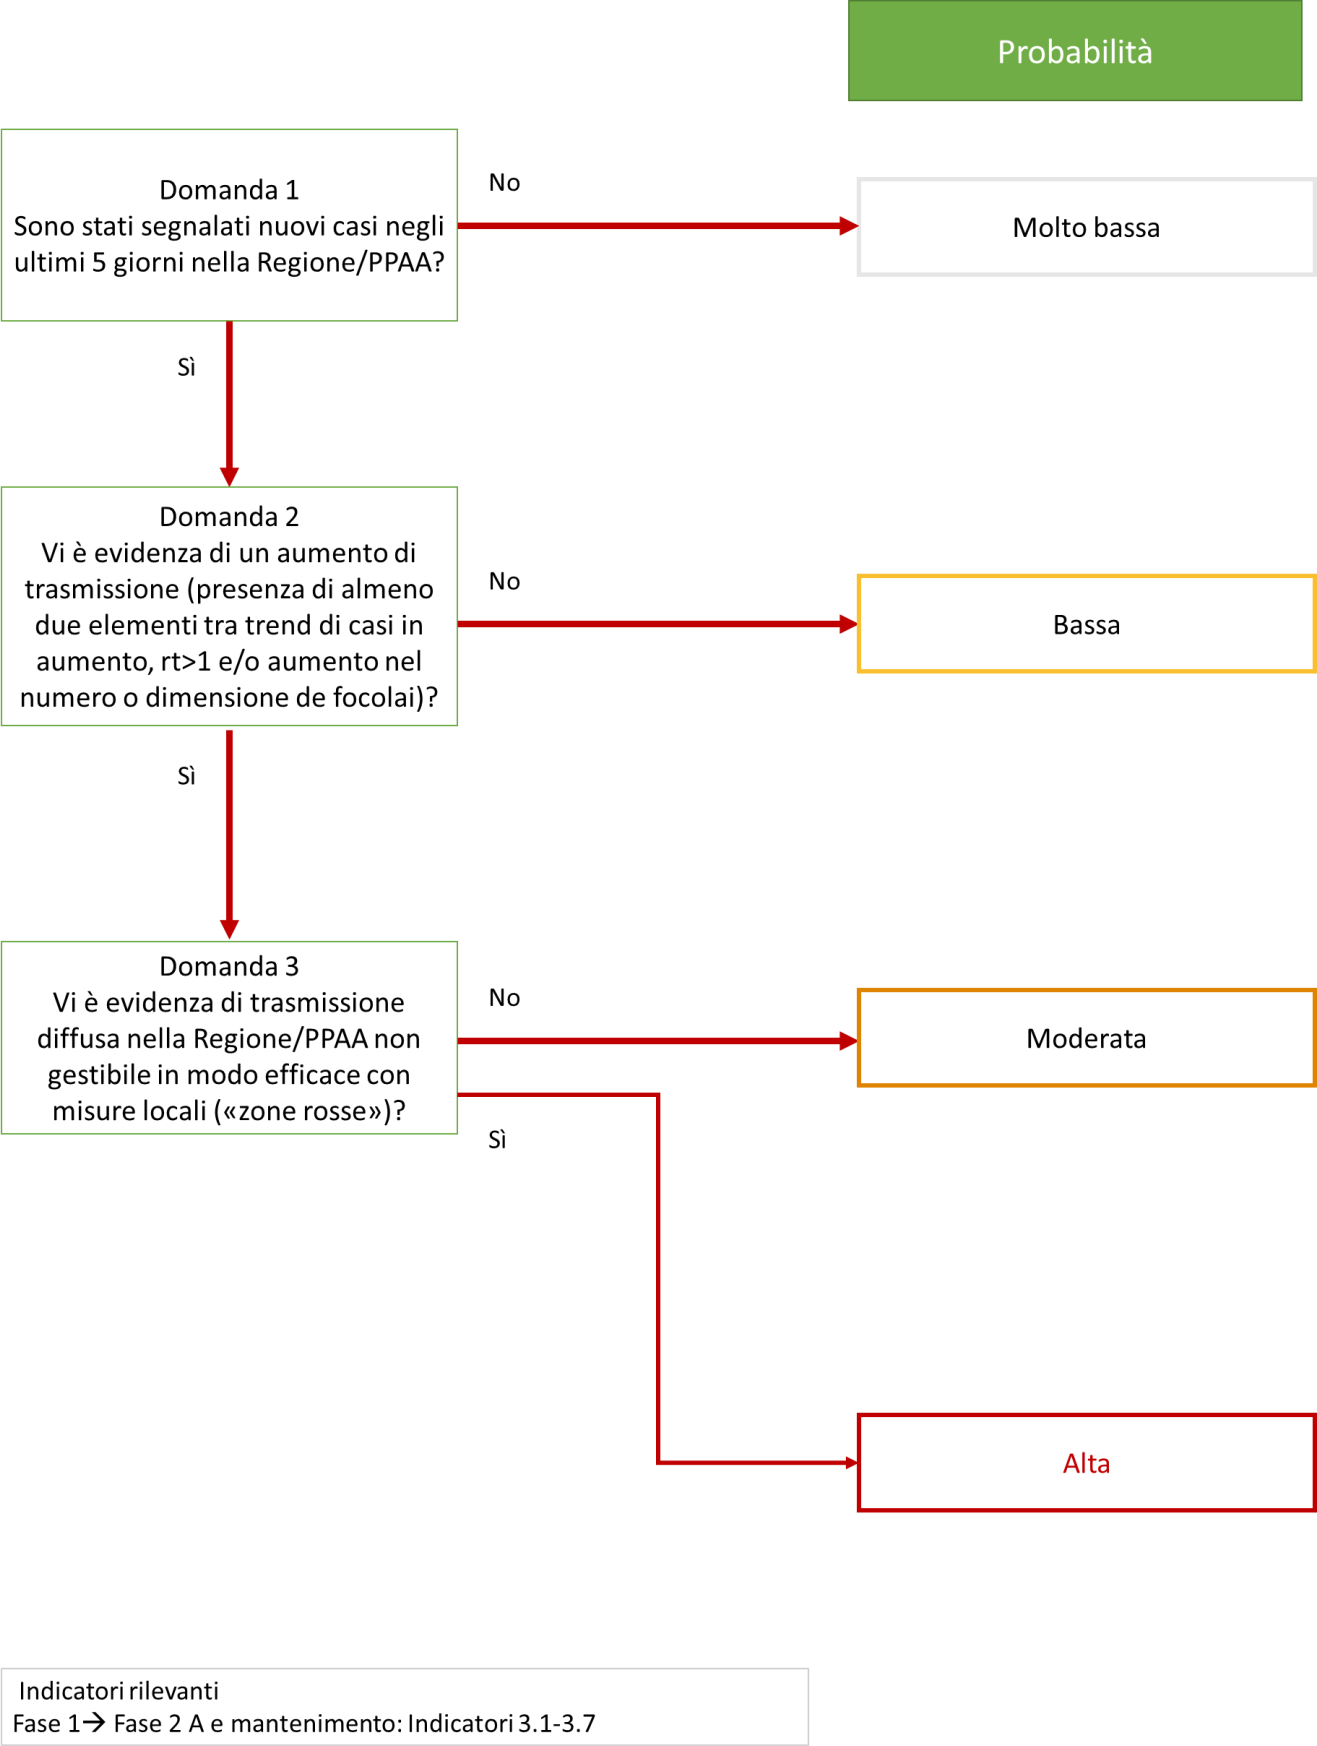 Probabilità
Domanda 1
Sono stati segnalati nuovi casi negli
ultimi 5 giorni nella Regione/PPAA?
No
Molto bassa
Sì
Domanda 2
Vi è evidenza di un aumento di
trasmissione (presenza di almeno
due elementi tra trend di casi in
aumento, rt>1 e/o aumento nel
numero o dimensione de focolai)?
No
Bassa
Sì
Domanda 3
Vi è evidenza di trasmissione
diffusa nella Regione/PPAA non
gestibile in modo efficace con
misure locali («zone rosse»)?
No
Moderata
Sì
Alta
Indicatori rilevanti
Fase 1→ Fase 2 A e mantenimento: Indicatori 3.1-3.7